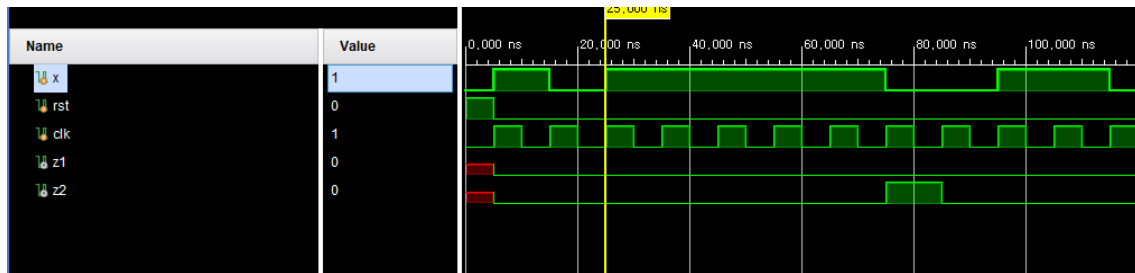 25,000 ns
Name Value 0,000 ns 20,000 ns 40,000 ns 60,000 ns 80,000 ns 100,000 ns
x 1
rst 0
clk 1
z1 0
z2 0